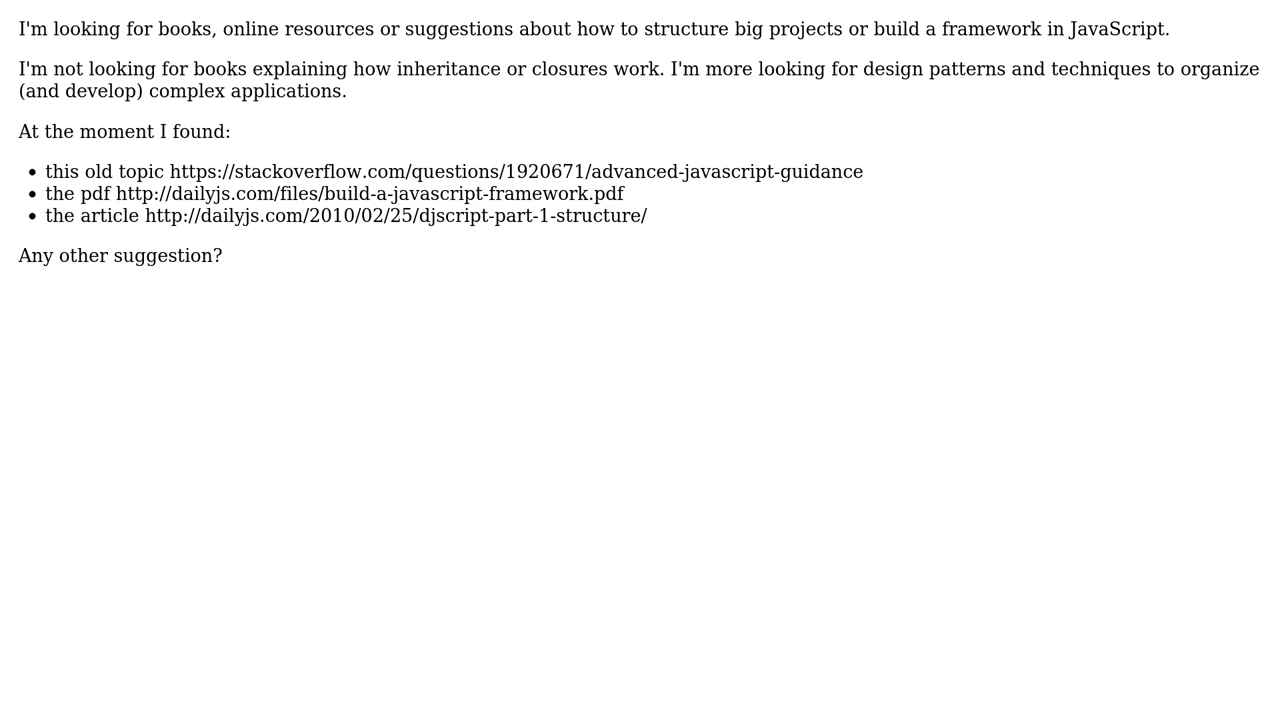 I'm looking for books, online resources or suggestions about how to structure big projects or build a framework in JavaScript.
I'm not looking for books explaining how inheritance or closures work. I'm more looking for design patterns and techniques to organize
(and develop) complex applications.
At the moment I found:
• this old topic https://stackoverflow.com/questions/1920671/advanced-javascript-guidance
• the pdf http://dailyjs.com/files/build-a-javascript-framework.pdf
• the article http://dailyjs.com/2010/02/25/djscript-part-1-structure/
Any other suggestion?